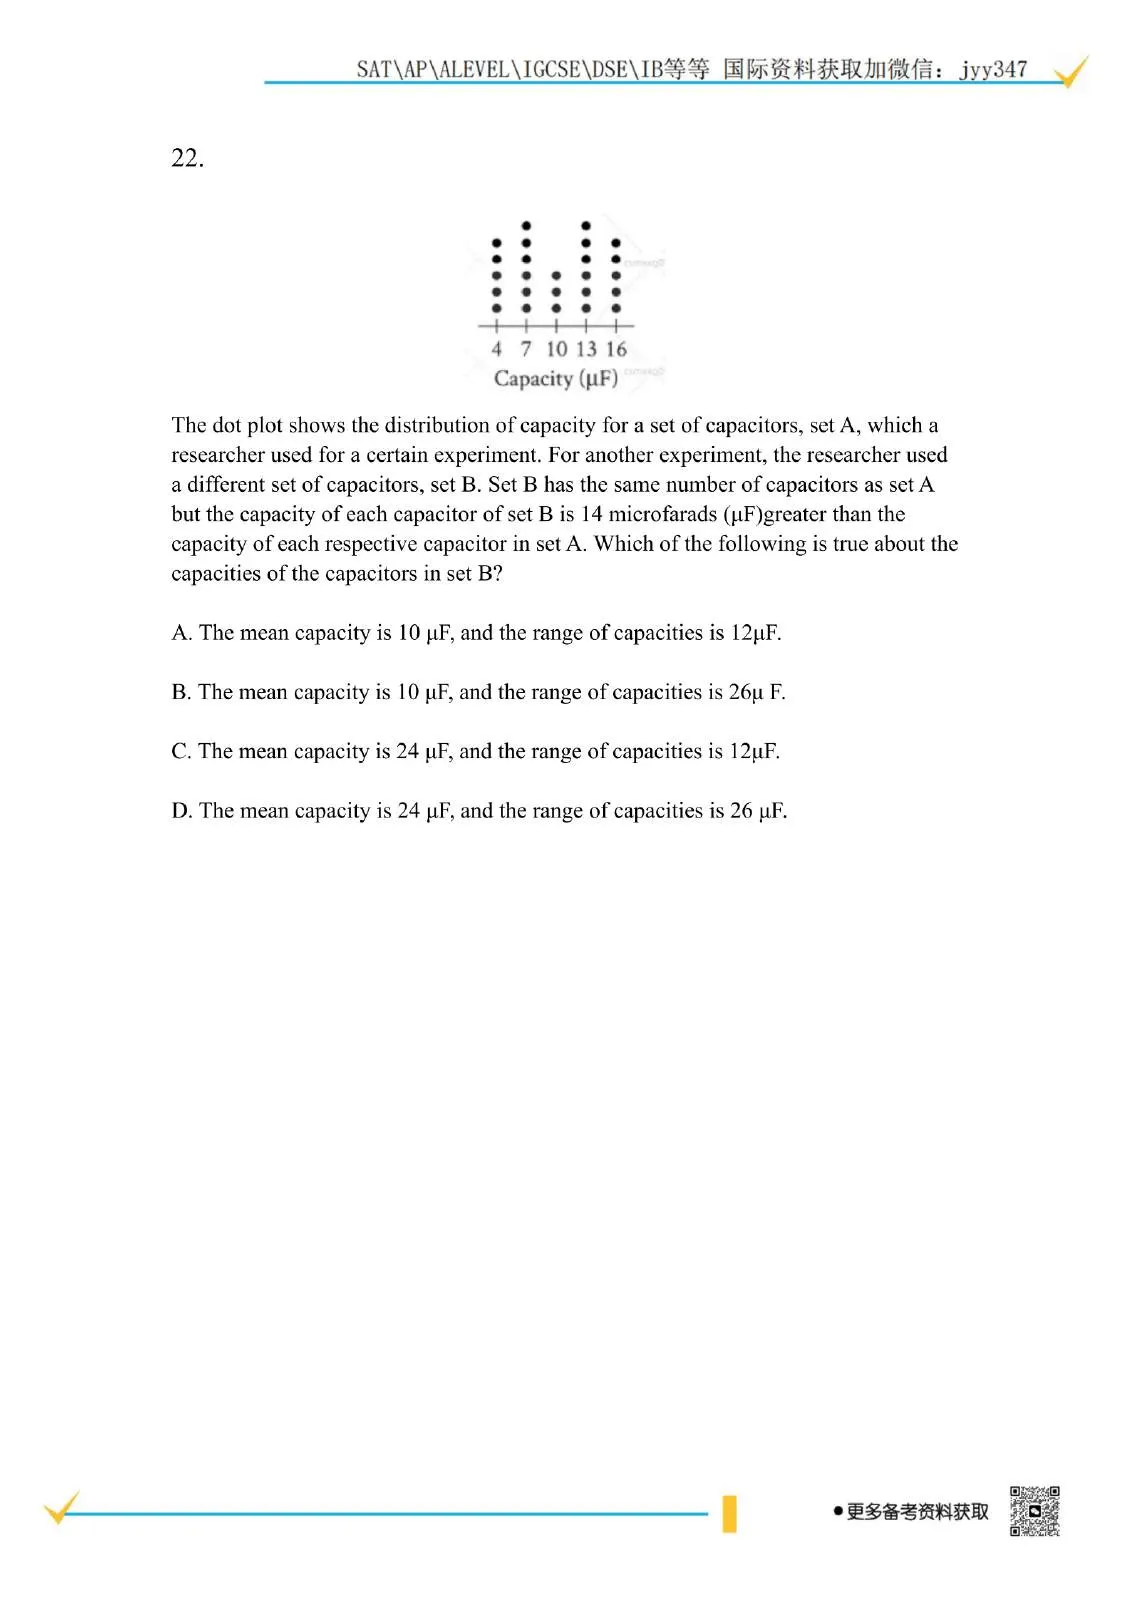 SAT\AP\ALEVEL\IGCSE\DSE\IB等等 国际资料获取加微信：jyy347
22.
4 7 10 13 16
Capacity (μF)
The dot plot shows the distribution of capacity for a set of capacitors, set A, which a
researcher used for a certain experiment. For another experiment, the researcher used
a different set of capacitors, set B. Set B has the same number of capacitors as set A
but the capacity of each capacitor of set B is 14 microfarads (μF)greater than the
capacity of each respective capacitor in set A. Which of the following is true about the
capacities of the capacitors in set B?
A. The mean capacity is 10 μF, and the range of capacities is 12μF.
B. The mean capacity is 10 μF, and the range of capacities is 26μ F.
C. The mean capacity is 24 μF, and the range of capacities is 12μF.
D. The mean capacity is 24 μF, and the range of capacities is 26 μF.
●更多备考资料获取